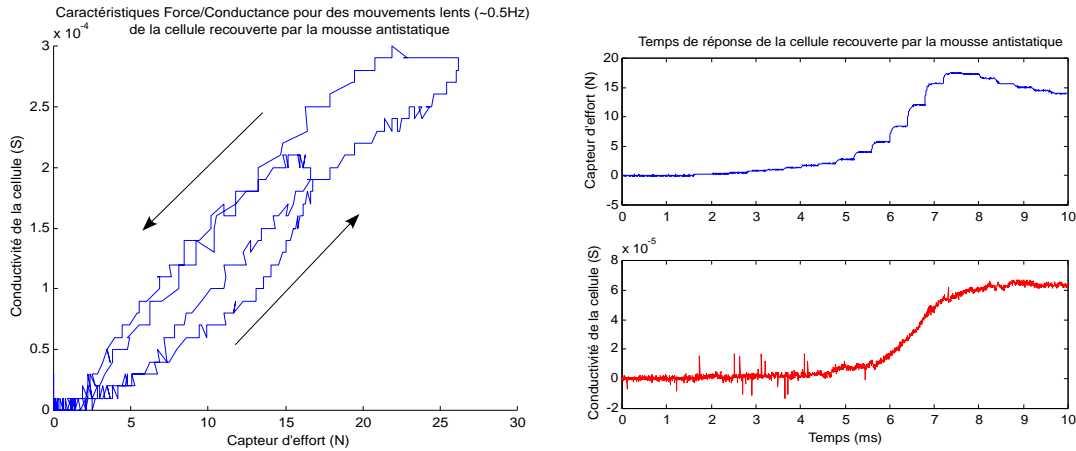 Caractéristiques Force/Conductance pour des mouvements lents (~0.5Hz)
de la cellule recouverte par la mousse antistatique
x 10^-4
3
2.5
2
1.5
1
0.5
0
Conductivité de la cellule (S)
0 5 10 15 20 25 30
Capteur d'effort (N)
Temps de réponse de la cellule recouverte par la mousse antistatique
20
15
10
5
0
-5
Capteur d'effort (N)
0 1 2 3 4 5 6 7 8 9 10
x 10^-5
8
6
4
2
0
-2
Conductivité de la cellule (S)
0 1 2 3 4 5 6 7 8 9 10
Temps (ms)